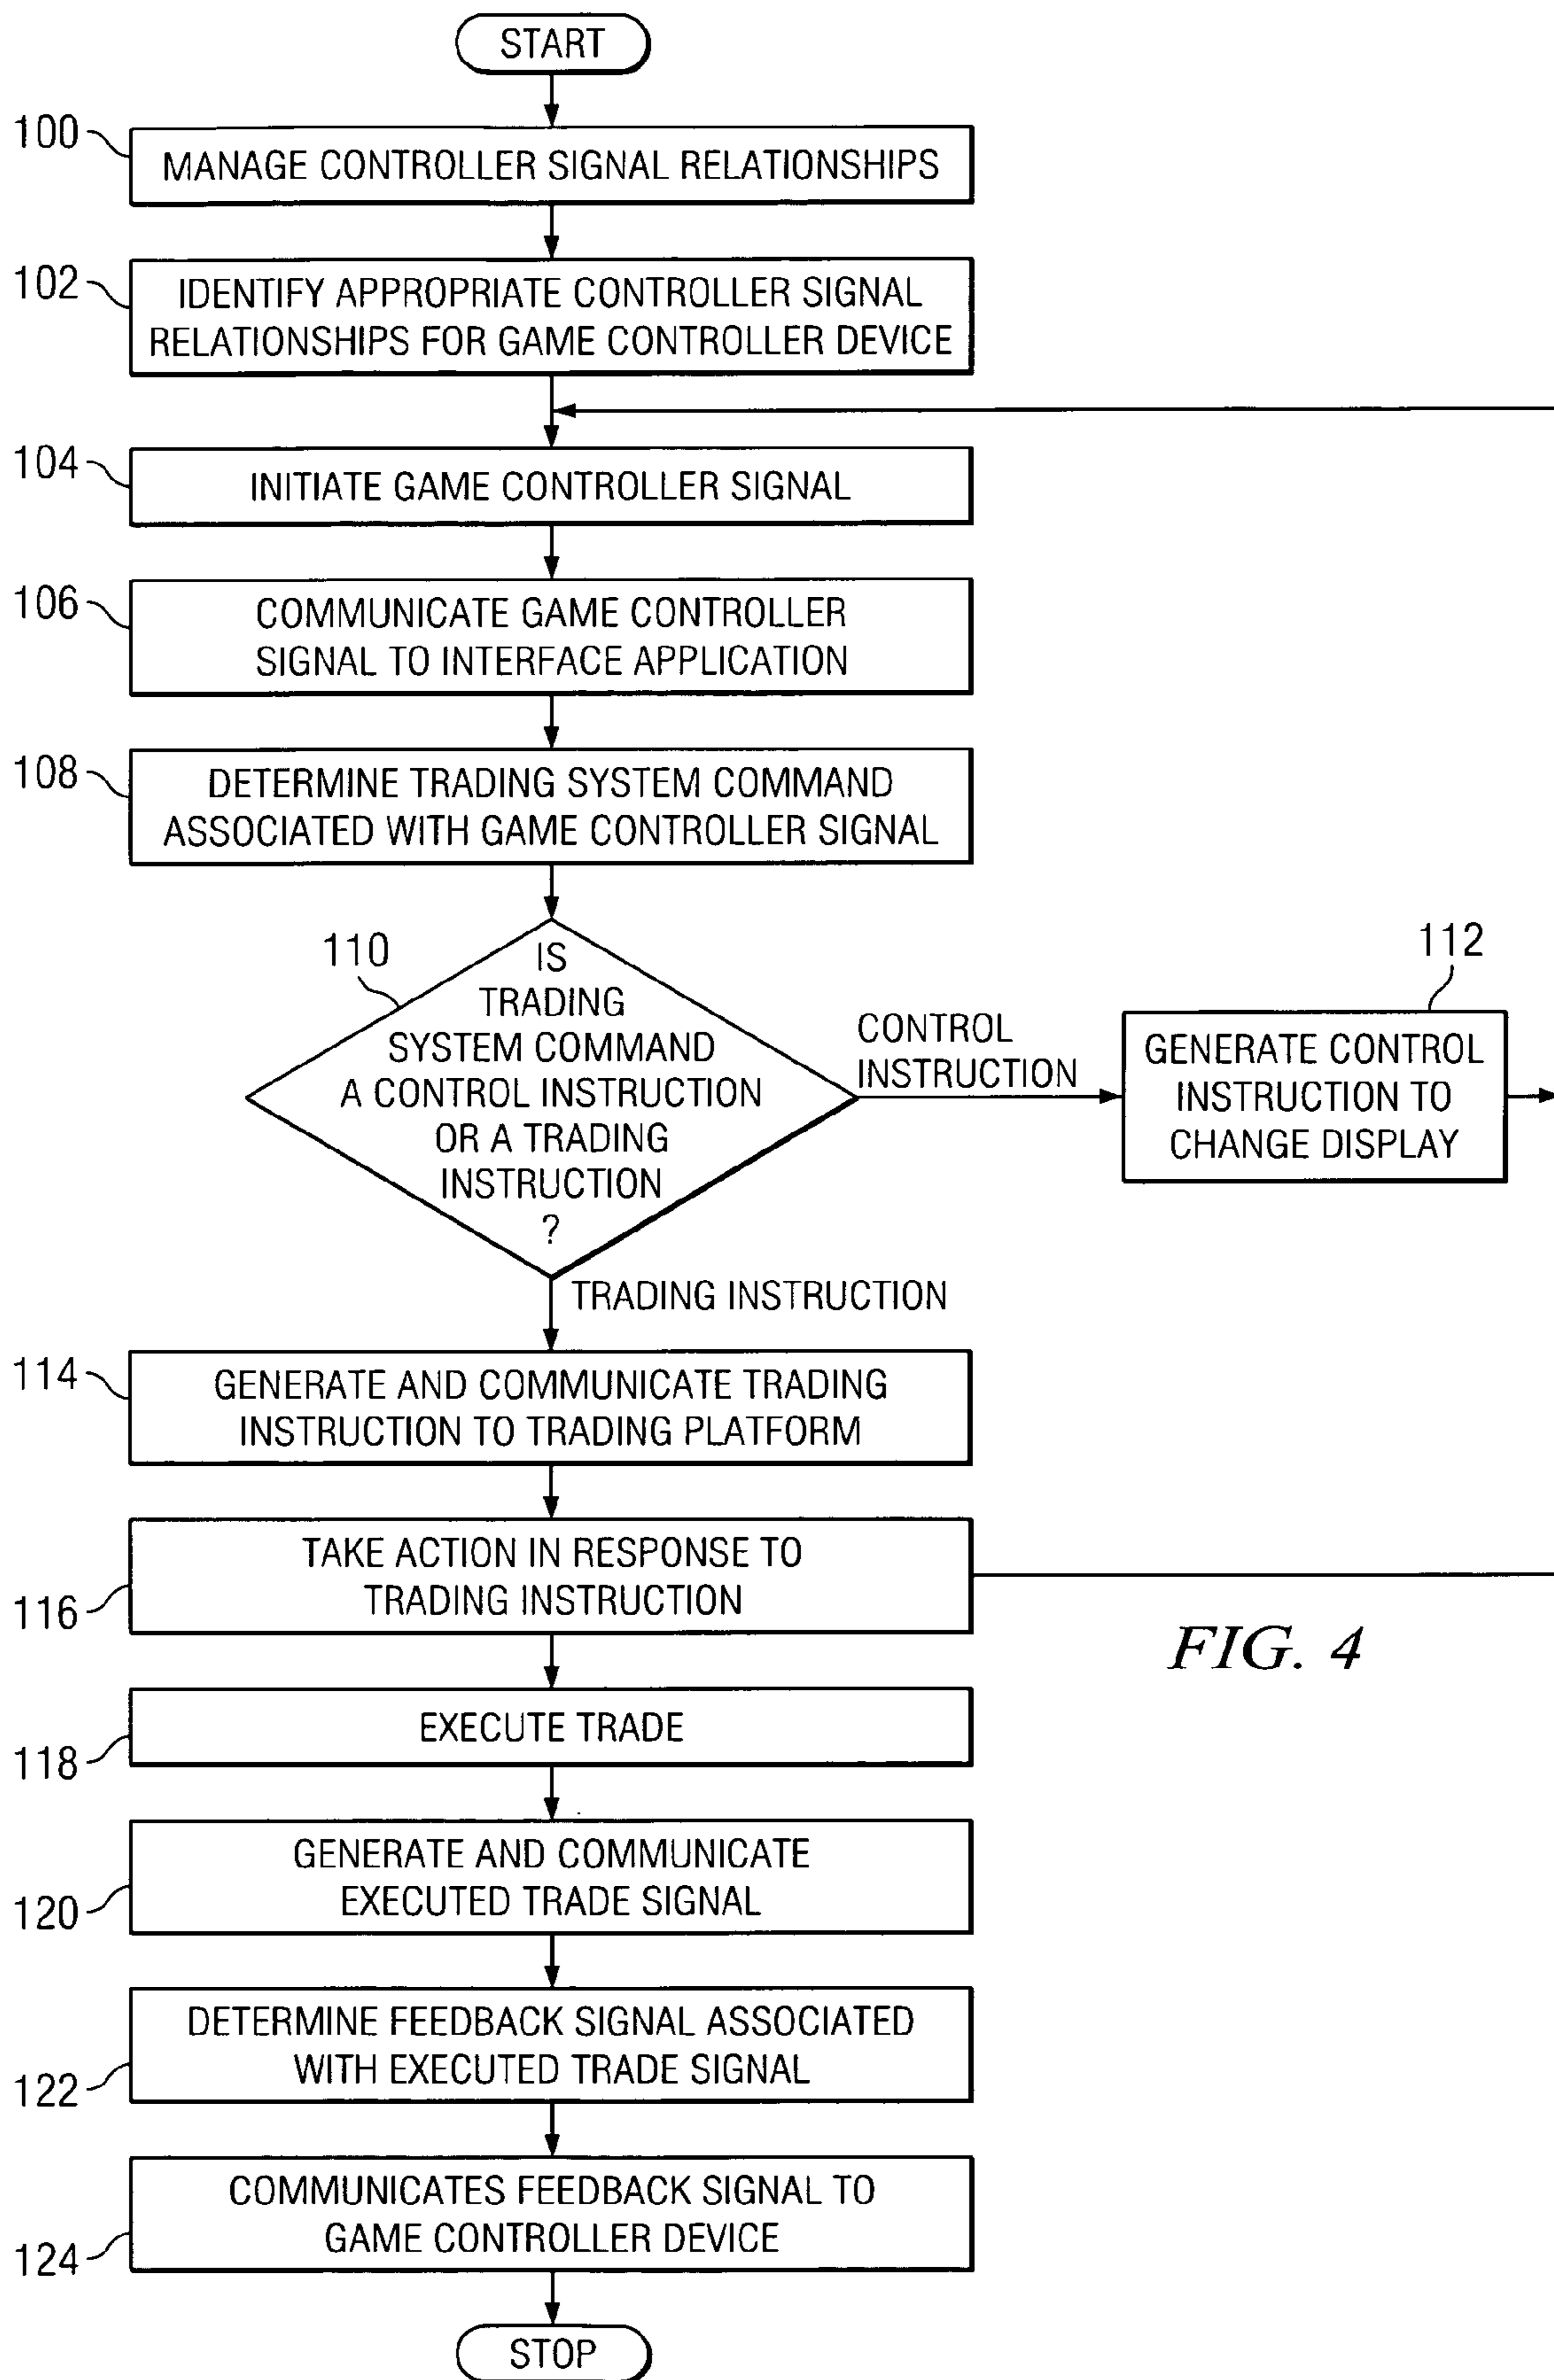 START
100
MANAGE CONTROLLER SIGNAL RELATIONSHIPS
102
IDENTIFY APPROPRIATE CONTROLLER SIGNAL
RELATIONSHIPS FOR GAME CONTROLLER DEVICE
104
INITIATE GAME CONTROLLER SIGNAL
106
COMMUNICATE GAME CONTROLLER
SIGNAL TO INTERFACE APPLICATION
108
DETERMINE TRADING SYSTEM COMMAND
ASSOCIATED WITH GAME CONTROLLER SIGNAL
110
IS
TRADING
SYSTEM COMMAND
A CONTROL INSTRUCTION
OR A TRADING
INSTRUCTION
?
CONTROL
INSTRUCTION
112
GENERATE CONTROL
INSTRUCTION TO
CHANGE DISPLAY
TRADING INSTRUCTION
114
GENERATE AND COMMUNICATE TRADING
INSTRUCTION TO TRADING PLATFORM
116
TAKE ACTION IN RESPONSE TO
TRADING INSTRUCTION
FIG. 4
118
EXECUTE TRADE
120
GENERATE AND COMMUNICATE
EXECUTED TRADE SIGNAL
122
DETERMINE FEEDBACK SIGNAL ASSOCIATED
WITH EXECUTED TRADE SIGNAL
124
COMMUNICATES FEEDBACK SIGNAL TO
GAME CONTROLLER DEVICE
STOP